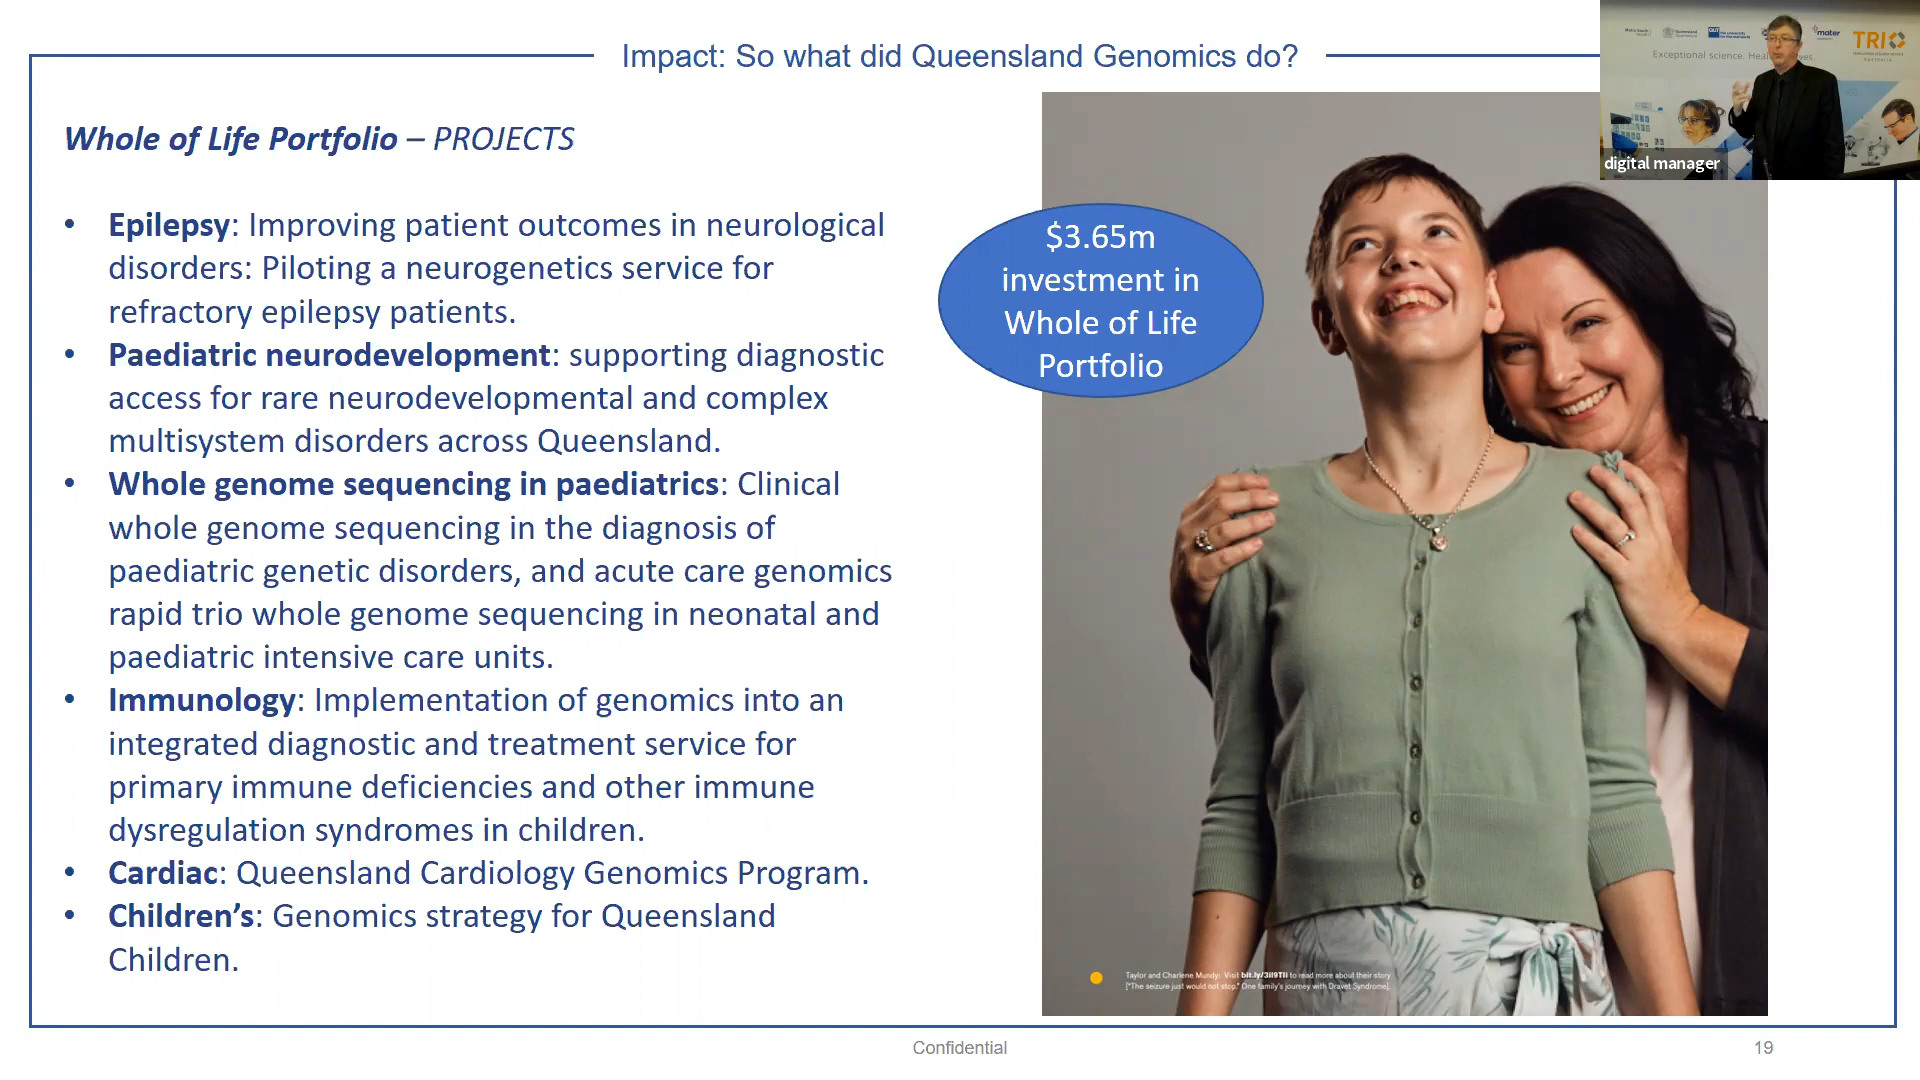 Impact: So what did Queensland Genomics do?
Whole of Life Portfolio – PROJECTS
• Epilepsy: Improving patient outcomes in neurological
disorders: Piloting a neurogenetics service for
refractory epilepsy patients.
• Paediatric neurodevelopment: supporting diagnostic
access for rare neurodevelopmental and complex
multisystem disorders across Queensland.
• Whole genome sequencing in paediatrics: Clinical
whole genome sequencing in the diagnosis of
paediatric genetic disorders, and acute care genomics
rapid trio whole genome sequencing in neonatal and
paediatric intensive care units.
• Immunology: Implementation of genomics into an
integrated diagnostic and treatment service for
primary immune deficiencies and other immune
dysregulation syndromes in children.
• Cardiac: Queensland Cardiology Genomics Program.
• Children’s: Genomics strategy for Queensland
Children.
$3.65m
investment in
Whole of Life
Portfolio
Taylor and Charlene Mundy: Visit to read more about their story
["The seizure just would not stop." One family's journey with Dravet Syndrome].
mater
TRI
Exceptional science.
digital manager
Confidential
19